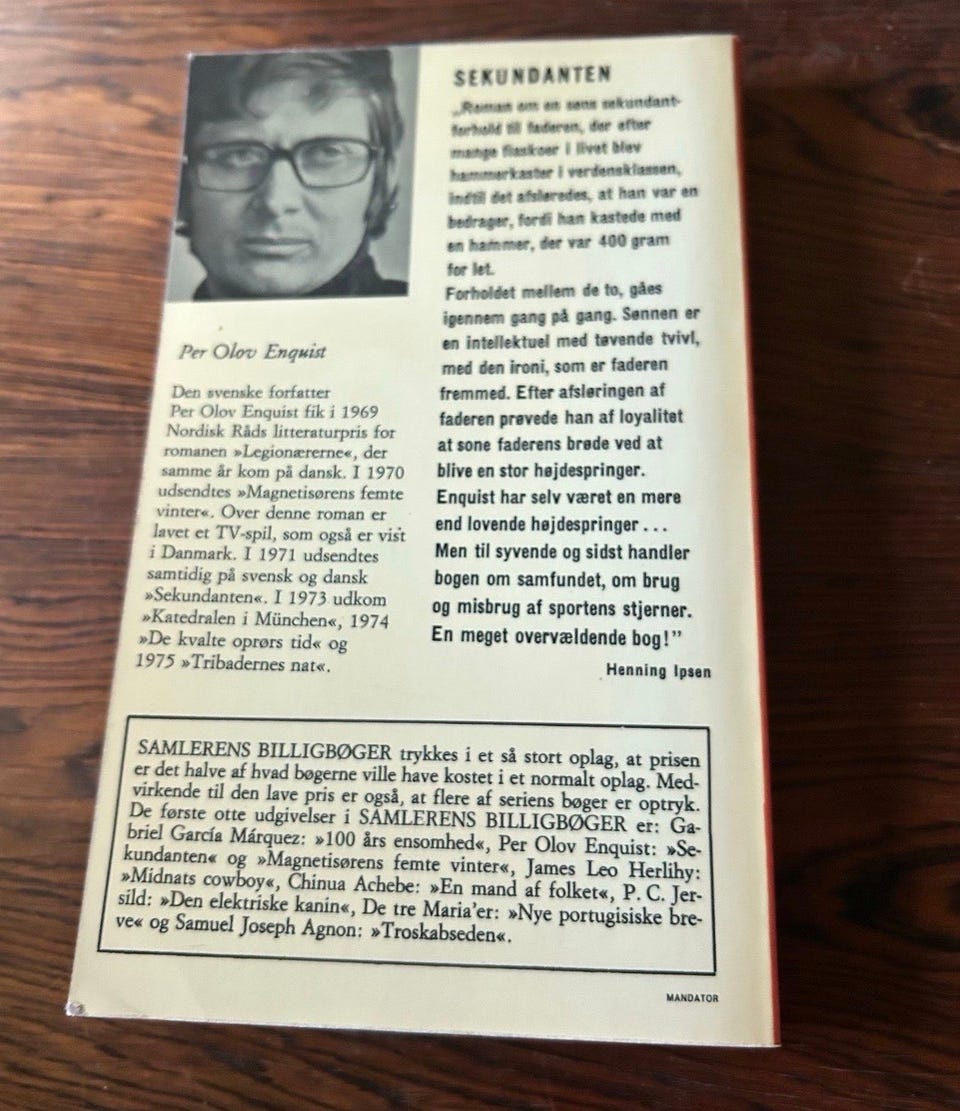 Per Olov Enquist
Den svenske forfatter
Per Olov Enquist fik i 1969
Nordisk Råds litteraturpris for
romanen »Legionærerne«, der
samme år kom på dansk. I 1970
udsendtes »Magnetisørens femte
vinter«. Over denne roman er
lavet et TV-spil, som også er vist
i Danmark. I 1971 udsendtes
samtidig på svensk og dansk
»Sekundanten«. I 1973 udkom
»Katedralen i München«, 1974
»De kvalte oprørs tid« og
1975 »Tribadernes nat«.
SEKUNDANTEN
„Roman om en søns sekundant-
forhold til faderen, der efter
mange fiaskoer i livet blev
hammerkaster i verdensklassen,
indtil det afsløredes, at han var en
bedrager, fordi han kastede med
en hammer, der var 400 gram
for let.
Forholdet mellem de to, gåes
igennem gang på gang. Sønnen er
en intellektuel med tøvende tvivl,
med den ironi, som er faderen
fremmed. Efter afsløringen af
faderen prøvede han af loyalitet
at sone faderens brøde ved at
blive en stor højdespringer.
Enquist har selv været en mere
end lovende højdespringer . . .
Men til syvende og sidst handler
bogen om samfundet, om brug
og misbrug af sportens stjerner.
En meget overvældende bog!”
Henning Ipsen
SAMLERENS BILLIGBØGER trykkes i et så stort oplag, at prisen
er det halve af hvad bøgerne ville have kostet i et normalt oplag. Med-
virkende til den lave pris er også, at flere af seriens bøger er optryk.
De første otte udgivelser i SAMLERENS BILLIGBØGER er: Ga-
briel García Márquez: »100 års ensomhed«, Per Olov Enquist: »Se-
kundanten« og »Magnetisørens femte vinter«, James Leo Herlihy:
»Midnats cowboy«, Chinua Achebe: »En mand af folket«, P. C. Jer-
sild: »Den elektriske kanin«, De tre Maria'er: »Nye portugisiske bre-
ve« og Samuel Joseph Agnon: »Troskabseden«.
MANDATOR